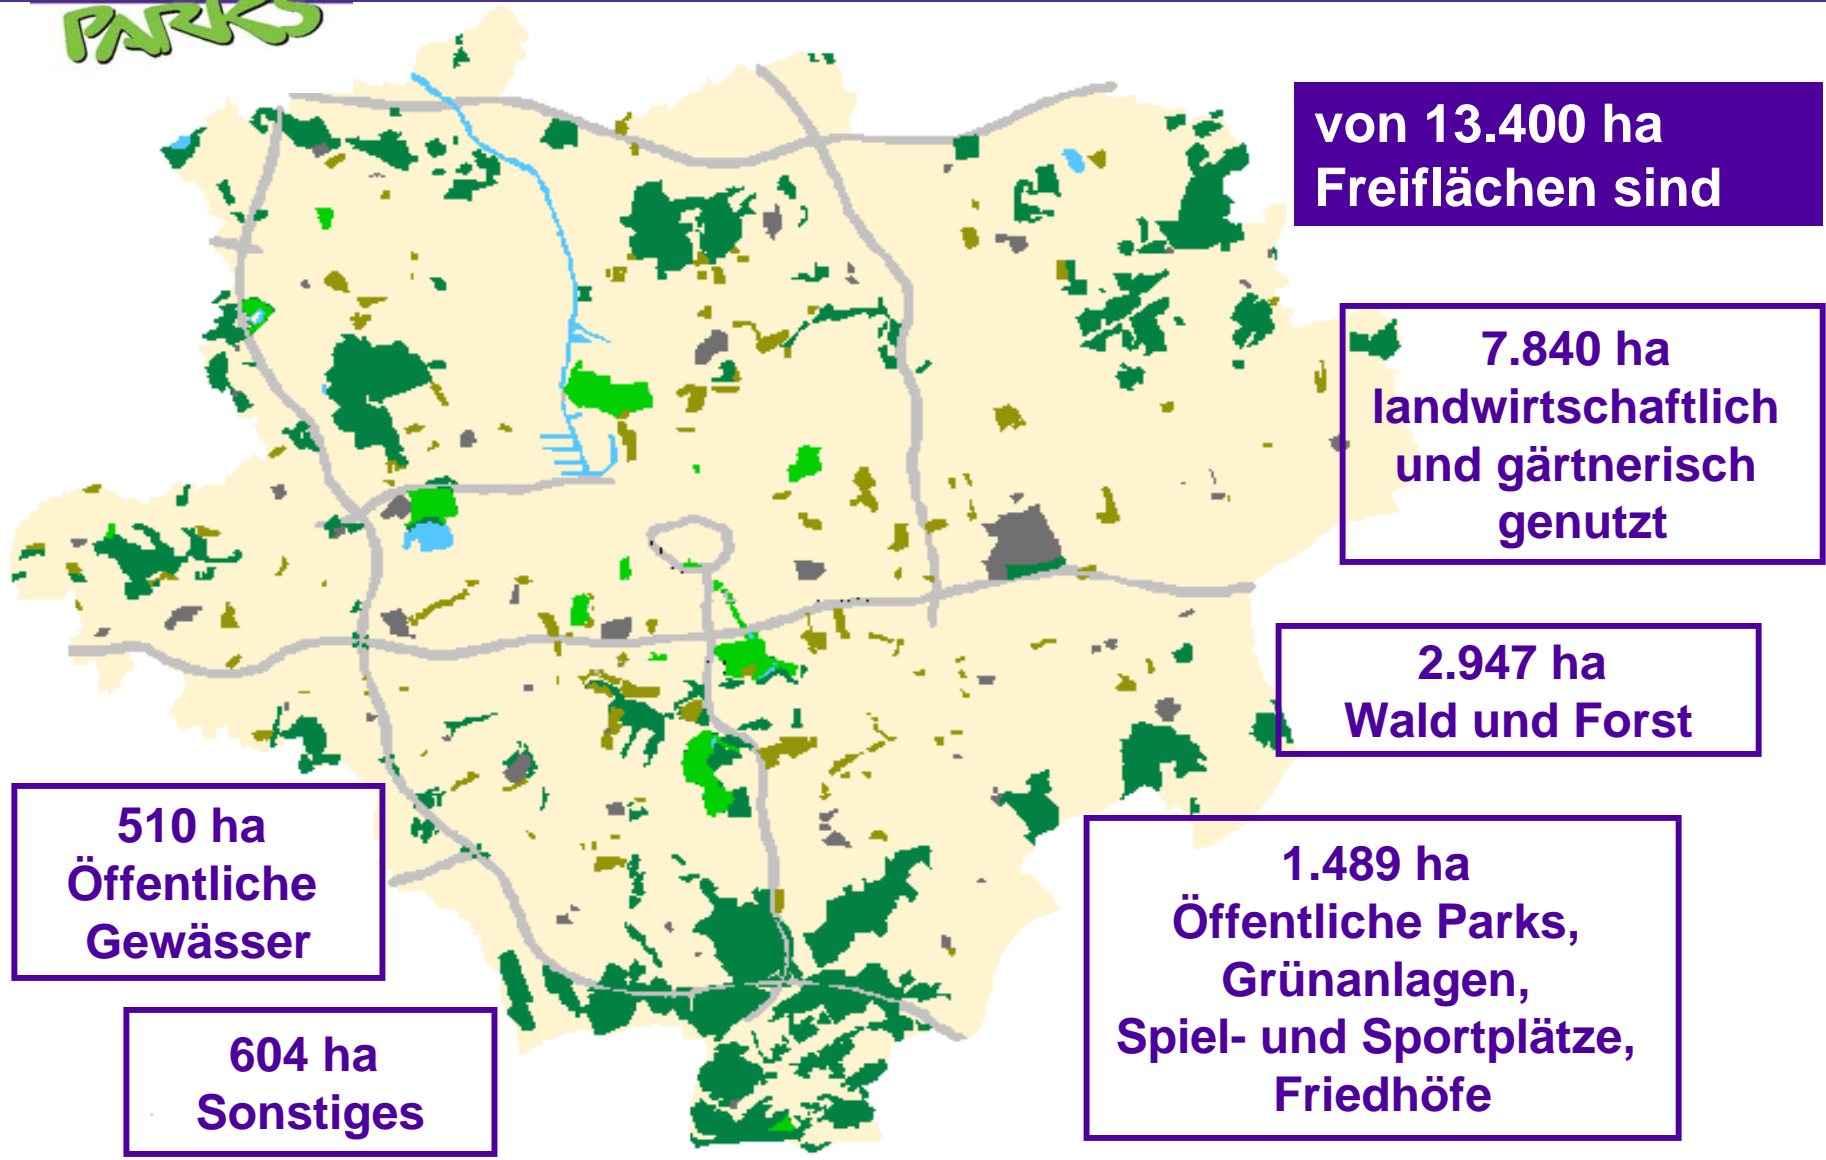 PARKS
von 13.400 ha
Freiflächen sind
7.840 ha
landwirtschaftlich
und gärtnerisch
genutzt
2.947 ha
Wald und Forst
510 ha
Öffentliche
Gewässer
1.489 ha
Öffentliche Parks,
Grünanlagen,
Spiel- und Sportplätze,
Friedhöfe
604 ha
Sonstiges